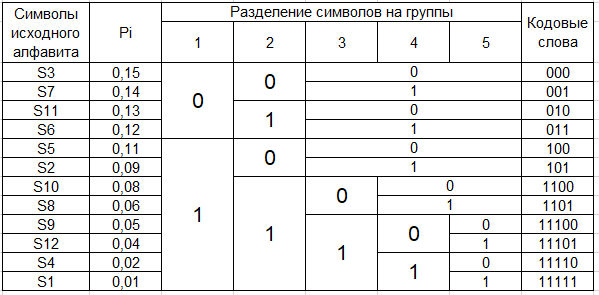 Символы исходного алфавита Pi Разделение символов на группы Кодовые слова
1 2 3 4 5
S3 0,15 0 0 0 000
S7 0,14 1 001
S11 0,13 1 0 010
S6 0,12 1 011
S5 0,11 1 0 0 100
S2 0,09 1 101
S10 0,08 1 0 0 1100
S8 0,06 1 1101
S9 0,05 1 0 0 11100
S12 0,04 1 11101
S4 0,02 1 0 11110
S1 0,01 1 11111